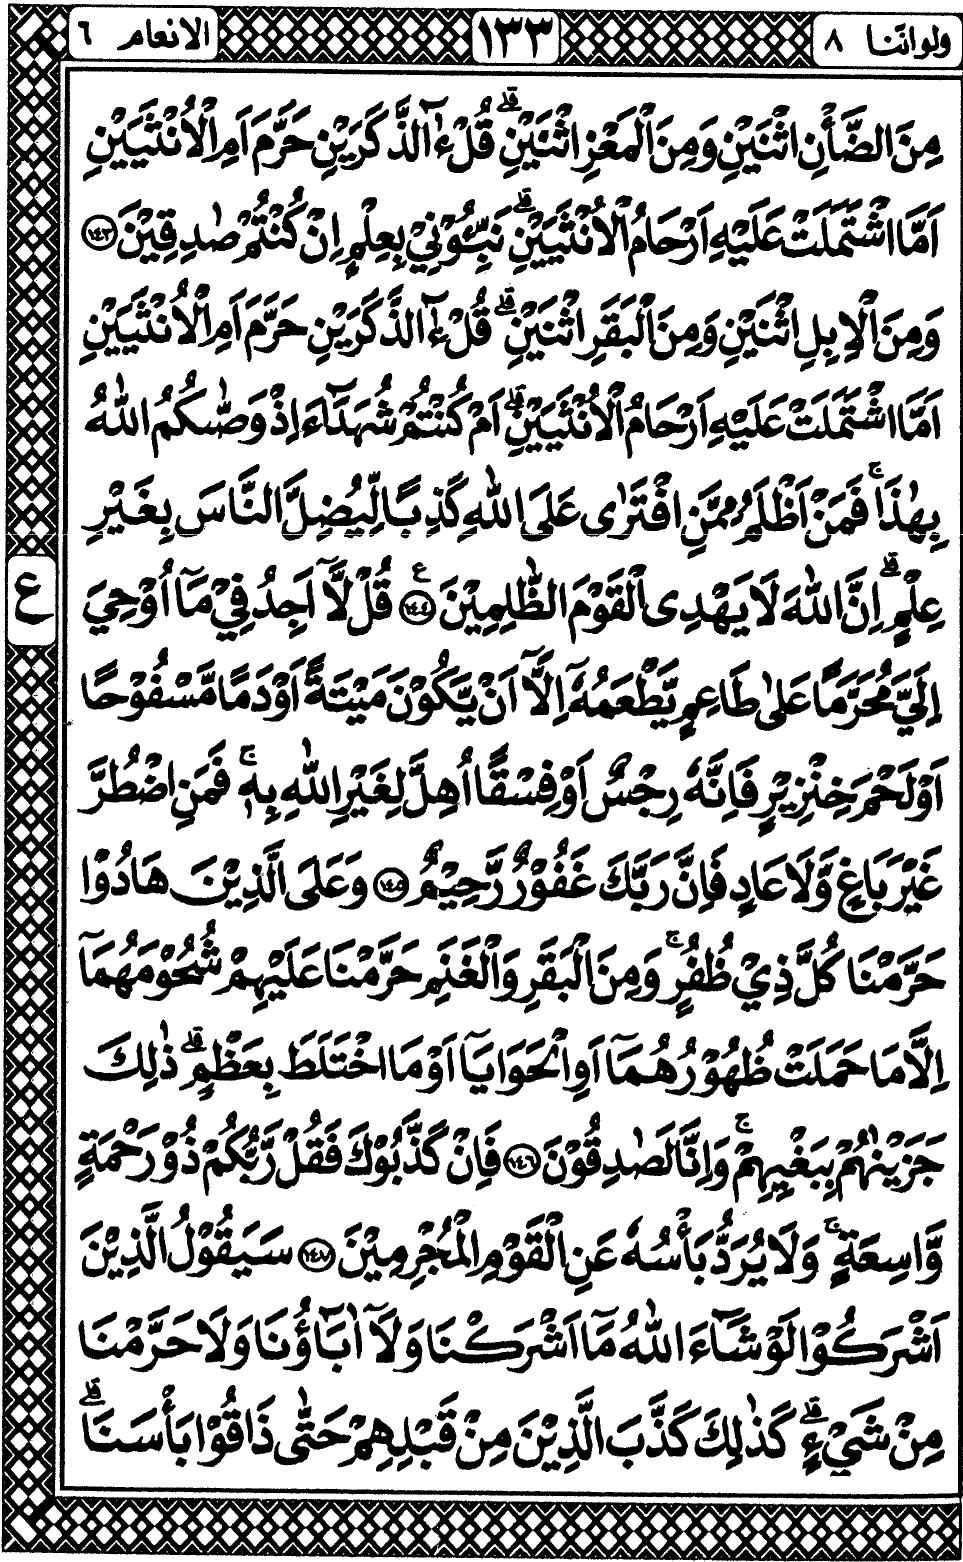 ولواننا ٨ ١٣٣ الانعام ٦
مِنَ الضَّاْنِ اثْنَيْنِ وَمِنَ الْمَعْزِ اثْنَيْنِ ؕ قُلْ ءٰٓالذَّكَرَيْنِ حَرَّمَ اَمِ الْاُنْثَيَيْنِ
اَمَّا اشْتَمَلَتْ عَلَيْهِ اَرْحَامُ الْاُنْثَيَيْنِ ۗ نَبِّـُٔوْنِيْ بِعِلْمٍ اِنْ كُنْتُمْ صٰدِقِيْنَ ﴿١٤٣﴾
وَمِنَ الْاِبِلِ اثْنَيْنِ وَمِنَ الْبَقَرِ اثْنَيْنِ ۗ قُلْ ءٰٓالذَّكَرَيْنِ حَرَّمَ اَمِ الْاُنْثَيَيْنِ
اَمَّا اشْتَمَلَتْ عَلَيْهِ اَرْحَامُ الْاُنْثَيَيْنِ ۗ اَمْ كُنْتُمْ شُهَدَآءَ اِذْ وَصّٰىكُمُ اللّٰهُ
بِهٰذَا ۚ فَمَنْ اَظْلَمُ مِمَّنِ افْتَرٰى عَلَى اللّٰهِ كَذِبًا لِّيُضِلَّ النَّاسَ بِغَيْرِ
عِلْمٍ ۗ اِنَّ اللّٰهَ لَا يَهْدِى الْقَوْمَ الظّٰلِمِيْنَ ﴿١٤٤﴾ ع قُلْ لَّآ اَجِدُ فِيْ مَآ اُوْحِيَ
ع
اِلَيَّ مُحَرَّمًا عَلٰى طَاعِمٍ يَّطْعَمُهٗٓ اِلَّآ اَنْ يَّكُوْنَ مَيْتَةً اَوْ دَمًا مَّسْفُوْحًا
اَوْ لَحْمَ خِنْزِيْرٍ فَاِنَّهٗ رِجْسٌ اَوْ فِسْقًا اُهِلَّ لِغَيْرِ اللّٰهِ بِهٖ ۚ فَمَنِ اضْطُرَّ
غَيْرَ بَاغٍ وَّلَا عَادٍ فَاِنَّ رَبَّكَ غَفُوْرٌ رَّحِيْمٌ ﴿١٤٥﴾ وَعَلَى الَّذِيْنَ هَادُوْا
حَرَّمْنَا كُلَّ ذِيْ ظُفُرٍ ۚ وَمِنَ الْبَقَرِ وَالْغَنَمِ حَرَّمْنَا عَلَيْهِمْ شُحُوْمَهُمَآ
اِلَّا مَا حَمَلَتْ ظُهُوْرُهُمَآ اَوِ الْحَوَايَآ اَوْ مَا اخْتَلَطَ بِعَظْمٍ ۗ ذٰلِكَ
جَزَيْنٰهُمْ بِبَغْيِهِمْ ۚ وَاِنَّا لَصٰدِقُوْنَ ﴿١٤٦﴾ فَاِنْ كَذَّبُوْكَ فَقُلْ رَّبُّكُمْ ذُوْ رَحْمَةٍ
وَّاسِعَةٍ ۚ وَلَا يُرَدُّ بَاْسُهٗ عَنِ الْقَوْمِ الْمُجْرِمِيْنَ ﴿١٤٧﴾ سَيَقُوْلُ الَّذِيْنَ
اَشْرَكُوْا لَوْ شَآءَ اللّٰهُ مَآ اَشْرَكْنَا وَلَآ اٰبَآؤُنَا وَلَا حَرَّمْنَا
مِنْ شَيْءٍ ۗ كَذٰلِكَ كَذَّبَ الَّذِيْنَ مِنْ قَبْلِهِمْ حَتّٰى ذَاقُوْا بَاْسَنَا ۗ